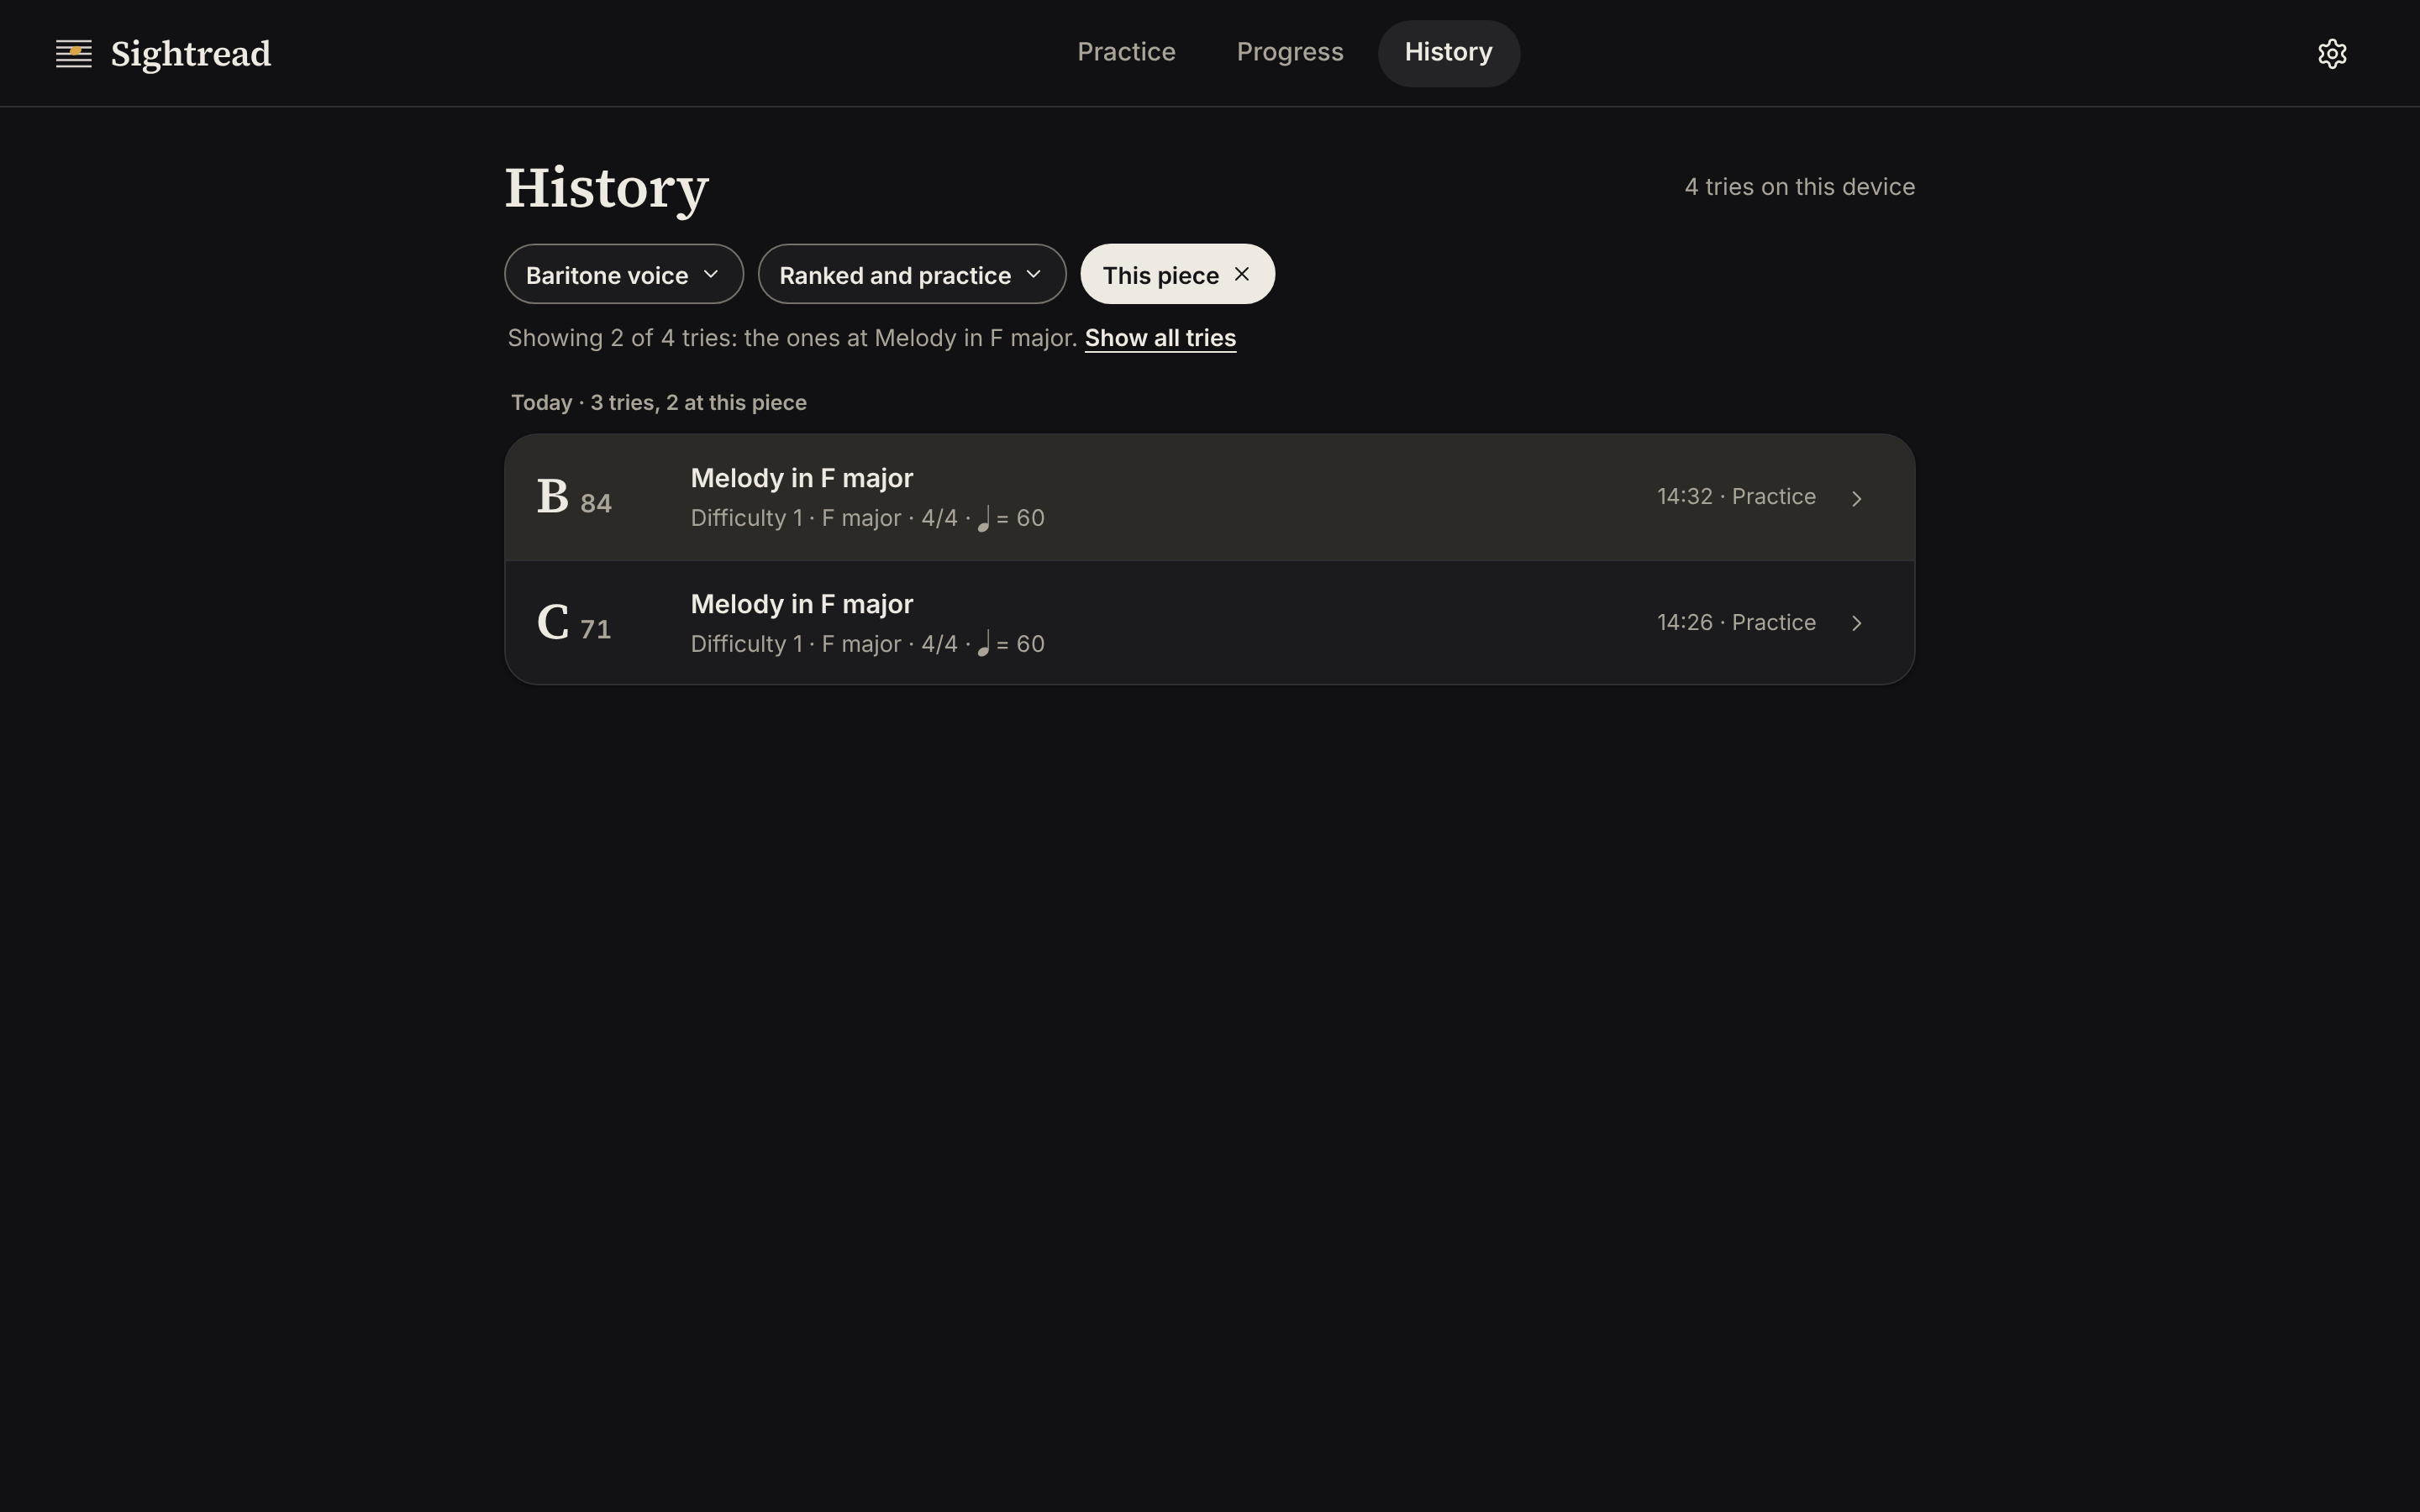 Sightread
Practice
Progress
History
History
4 tries on this device
Baritone voice
Ranked and practice
This piece
Showing 2 of 4 tries: the ones at Melody in F major. Show all tries
Today · 3 tries, 2 at this piece
B 84
Melody in F major
Difficulty 1 · F major · 4/4 · ♩ = 60
14:32 · Practice
C 71
Melody in F major
Difficulty 1 · F major · 4/4 · ♩ = 60
14:26 · Practice